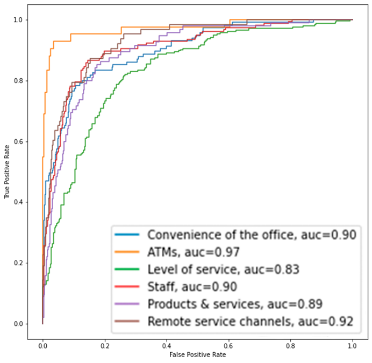 1.0
0.8
0.6
0.4
0.2
0.0
True Positive Rate
Convenience of the office, auc=0.90
ATMs, auc=0.97
Level of service, auc=0.83
Staff, auc=0.90
Products & services, auc=0.89
Remote service channels, auc=0.92
0.0 0.2 0.4 0.6 0.8 1.0
False Positive Rate